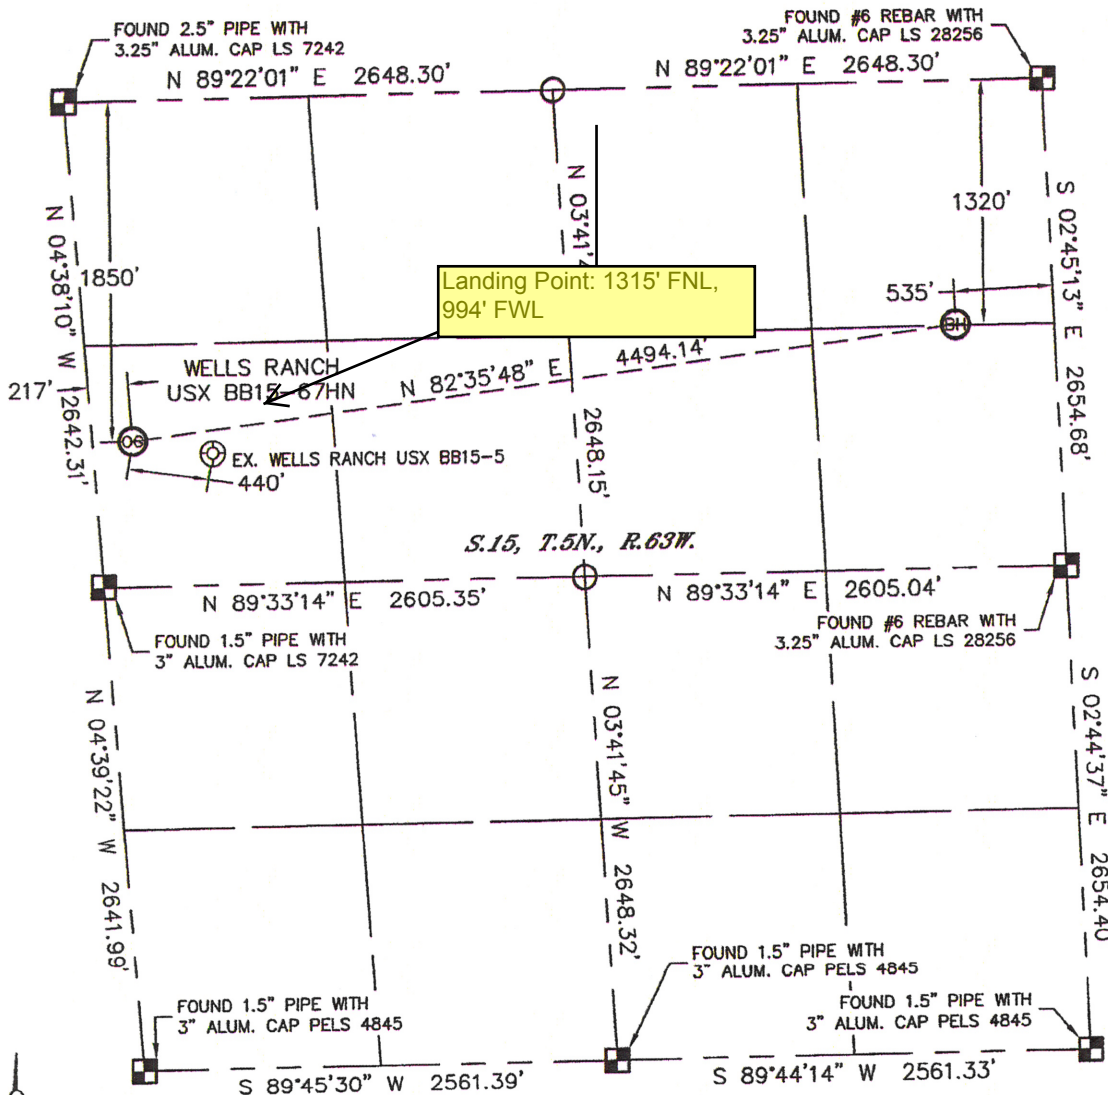 FOUND 2.5" PIPE WITH
3.25" ALUM. CAP LS 7242
FOUND #6 REBAR WITH
3.25" ALUM. CAP LS 28256
N 89°22'01" E 2648.30'
N 89°22'01" E 2648.30'
N 04°38'10" W 2642.31'
1850'
N 03°41'4
2648.15'
1320'
S 02°45'13" E 2654.68'
Landing Point: 1315' FNL,
994' FWL
535'
BH
WELLS RANCH
USX BB15-67HN
N 82°35'48" E 4494.14'
217'
OG
EX. WELLS RANCH USX BB15-5
440'
S.15, T.5N., R.63W.
N 89°33'14" E 2605.35'
N 89°33'14" E 2605.04'
FOUND 1.5" PIPE WITH
3" ALUM. CAP LS 7242
FOUND #6 REBAR WITH
3.25" ALUM. CAP LS 28256
N 04°39'22" W 2641.99'
N 03°41'45" W 2648.32'
S 02°44'37" E 2654.40
FOUND 1.5" PIPE WITH
3" ALUM. CAP PELS 4845
FOUND 1.5" PIPE WITH
3" ALUM. CAP PELS 4845
FOUND 1.5" PIPE WITH
3" ALUM. CAP PELS 4845
S 89°45'30" W 2561.39'
S 89°44'14" W 2561.33'